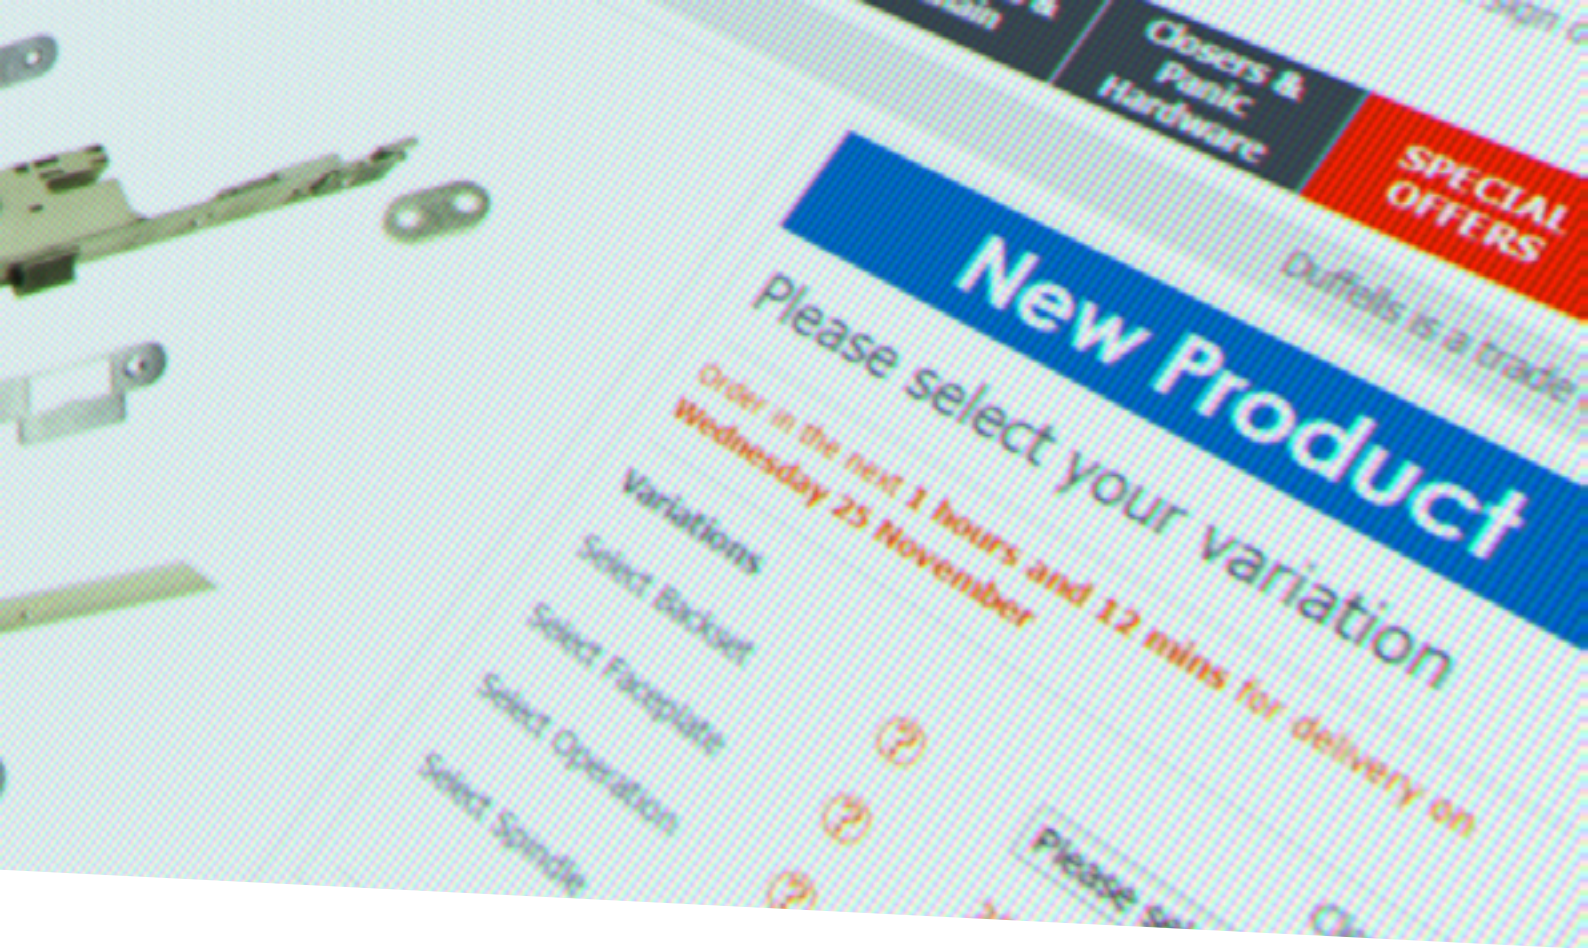 Closers &
Panic
Hardware
SPECIAL
OFFERS
Duffells is a trade
New Product
Please select your variation
Order in the next 1 hours and 12 mins for delivery on
Wednesday 25 November
Variations
Select Backset
Select Faceplate
?
Select Operation
?
Select Spindle
?
Please